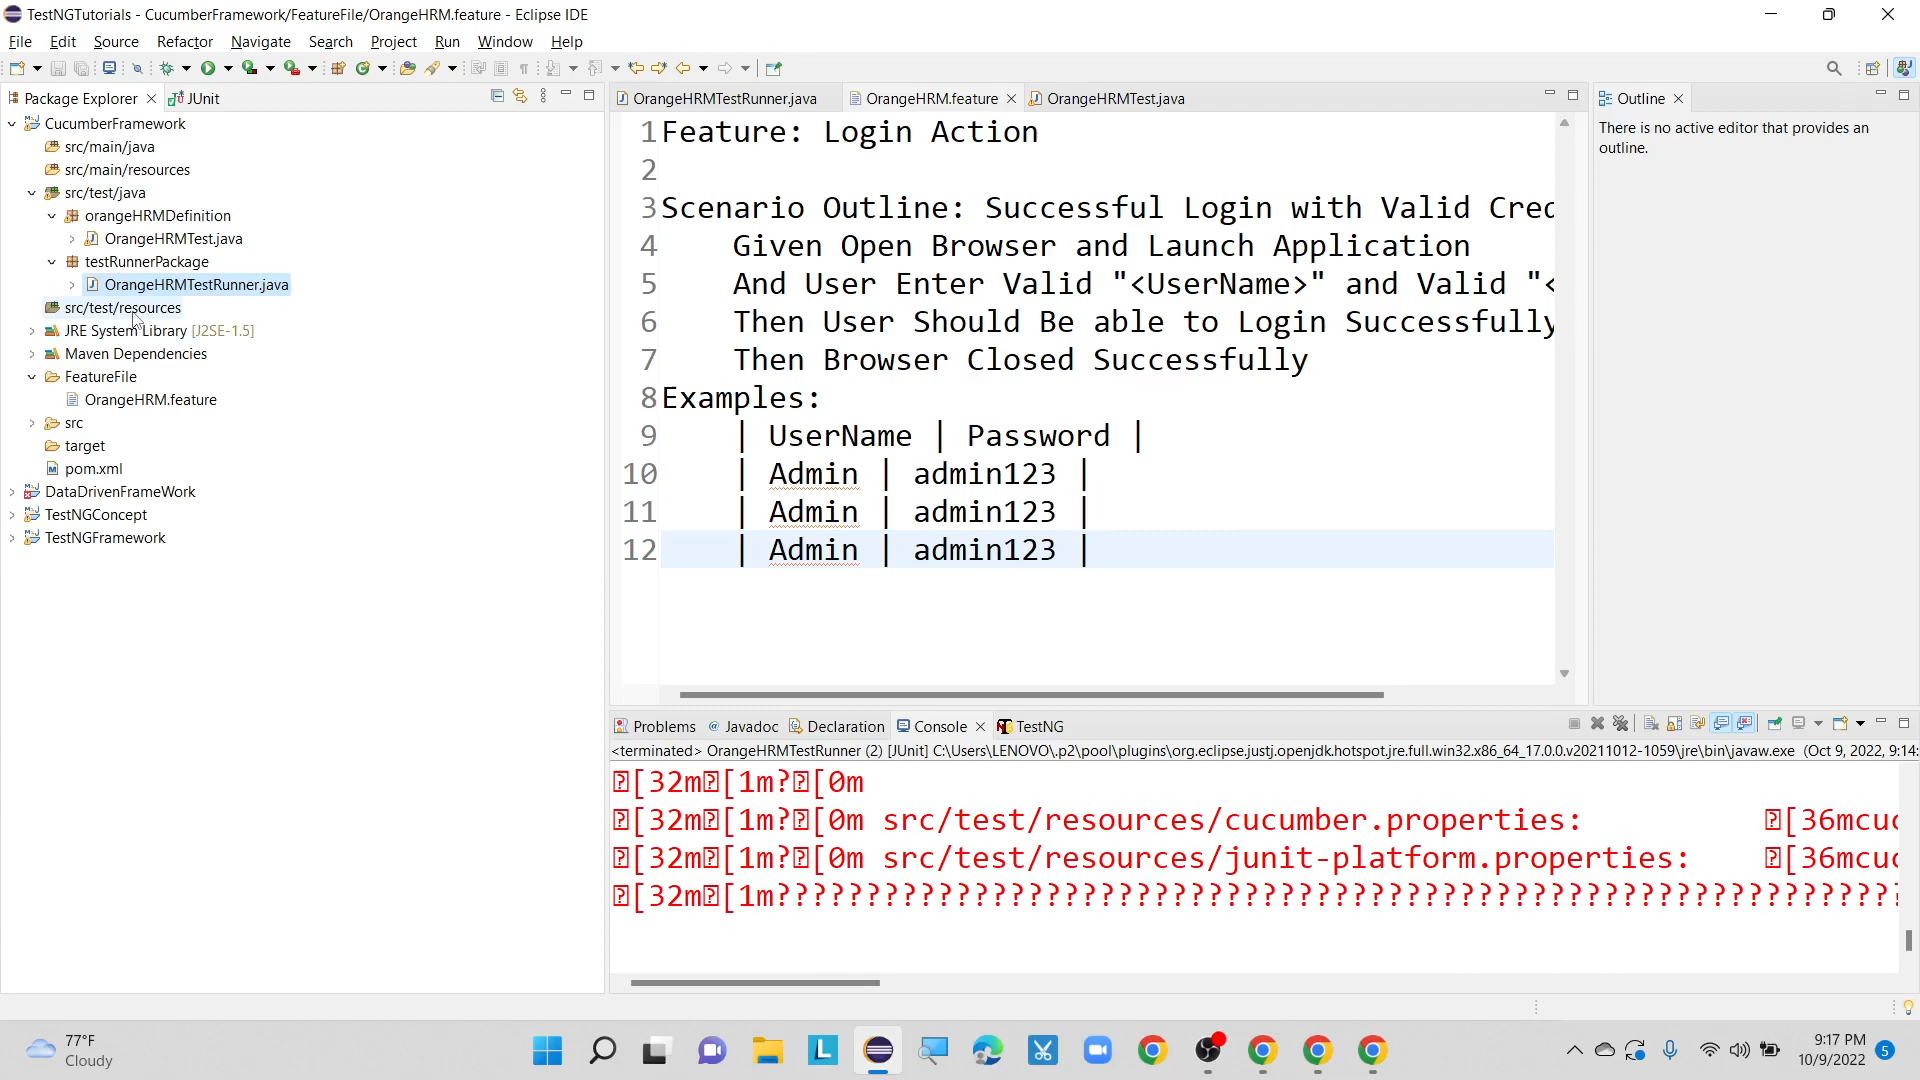 TestNGTutorials - CucumberFramework/FeatureFile/OrangeHRM.feature - Eclipse IDE
File Edit Source Refactor Navigate Search Project Run Window Help
Package Explorer JUnit
CucumberFramework
src/main/java
src/main/resources
src/test/java
orangeHRMDefinition
OrangeHRMTest.java
testRunnerPackage
OrangeHRMTestRunner.java
src/test/resources
JRE System Library [J2SE-1.5]
Maven Dependencies
FeatureFile
OrangeHRM.feature
src
target
pom.xml
DataDrivenFrameWork
TestNGConcept
TestNGFramework
OrangeHRMTestRunner.java OrangeHRM.feature OrangeHRMTest.java
1 Feature: Login Action
2
3 Scenario Outline: Successful Login with Valid Cred
4 Given Open Browser and Launch Application
5 And User Enter Valid "<UserName>" and Valid "<
6 Then User Should Be able to Login Successfully
7 Then Browser Closed Successfully
8 Examples:
9 | UserName | Password |
10 | Admin | admin123 |
11 | Admin | admin123 |
12 | Admin | admin123 |
Outline
There is no active editor that provides an
outline.
Problems @ Javadoc Declaration Console TestNG
<terminated> OrangeHRMTestRunner (2) [JUnit] C:\Users\LENOVO\.p2\pool\plugins\org.eclipse.justj.openjdk.hotspot.jre.full.win32.x86_64_17.0.0.v20211012-1059\jre\bin\javaw.exe (Oct 9, 2022, 9:14:
[32m[1m?[0m
[32m[1m?[0m src/test/resources/cucumber.properties: [36mcuc
[32m[1m?[0m src/test/resources/junit-platform.properties: [36mcuc
[32m[1m??????????????????????????????????????????????????????????????
77°F
Cloudy
9:17 PM
10/9/2022
5